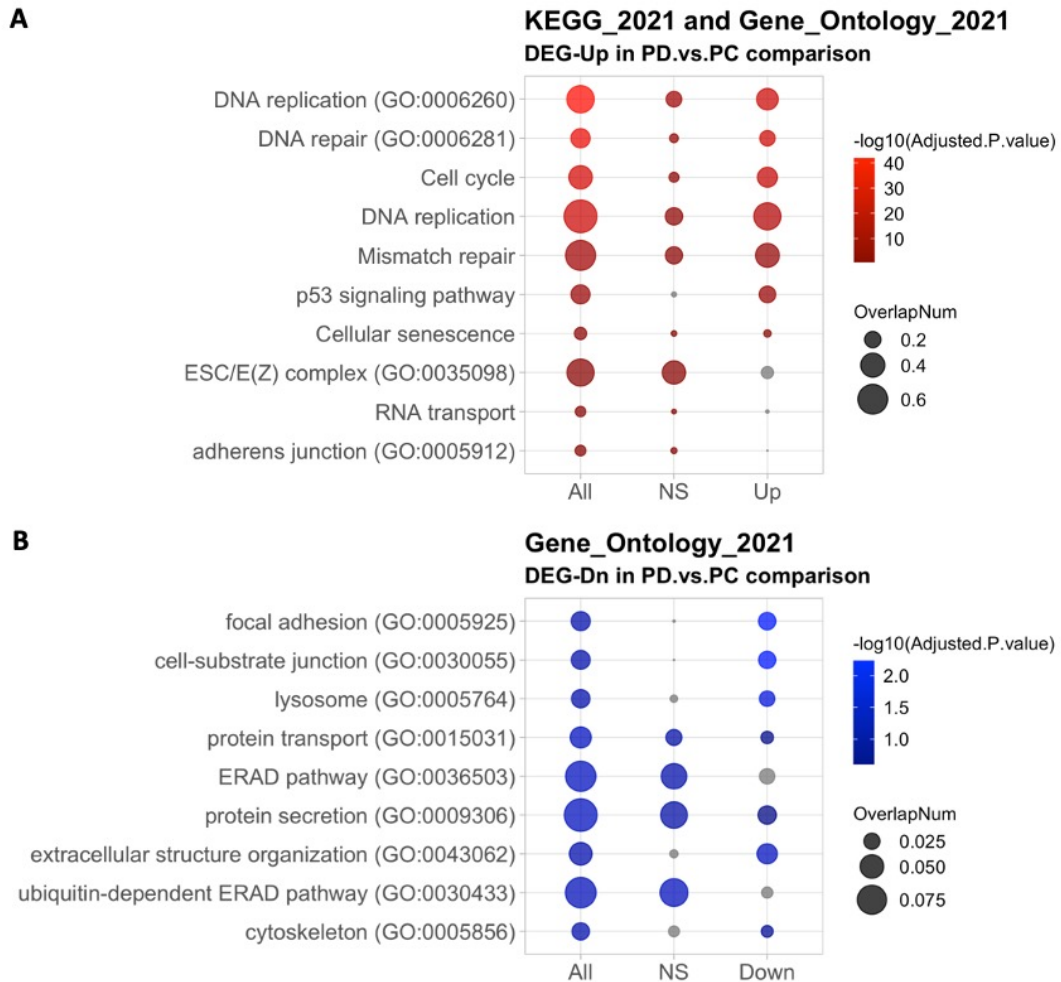 A
KEGG_2021 and Gene_Ontology_2021
DEG-Up in PD.vs.PC comparison
DNA replication (GO:0006260)
DNA repair (GO:0006281)
Cell cycle
DNA replication
Mismatch repair
p53 signaling pathway
Cellular senescence
ESC/E(Z) complex (GO:0035098)
RNA transport
adherens junction (GO:0005912)
All NS Up
-log10(Adjusted.P.value)
40
30
20
10
OverlapNum
0.2
0.4
0.6
B
Gene_Ontology_2021
DEG-Dn in PD.vs.PC comparison
focal adhesion (GO:0005925)
cell-substrate junction (GO:0030055)
lysosome (GO:0005764)
protein transport (GO:0015031)
ERAD pathway (GO:0036503)
protein secretion (GO:0009306)
extracellular structure organization (GO:0043062)
ubiquitin-dependent ERAD pathway (GO:0030433)
cytoskeleton (GO:0005856)
All NS Down
-log10(Adjusted.P.value)
2.0
1.5
1.0
OverlapNum
0.025
0.050
0.075